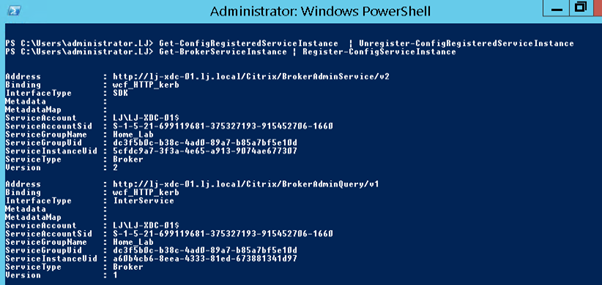 Administrator: Windows PowerShell
PS C:\Users\administrator.LJ> Get-ConfigRegisteredServiceInstance | Unregister-ConfigRegisteredServiceInstance
PS C:\Users\administrator.LJ> Get-BrokerServiceInstance | Register-ConfigServiceInstance
Address : http://lj-xdc-01.lj.local/Citrix/BrokerAdminService/v2
Binding : wcf_HTTP_kerb
InterfaceType : SDK
Metadata :
MetadataMap :
ServiceAccount : LJ\LJ-XDC-01$
ServiceAccountSid : S-1-5-21-699119681-375327193-915452706-1660
ServiceGroupName : Home_Lab
ServiceGroupUid : dc3f5b0c-b38c-4ad0-89a7-b85a7bf5e10d
ServiceInstanceUid : 5cfdc9a7-3f3a-4e65-a913-9074ae677307
ServiceType : Broker
Version : 2
Address : http://lj-xdc-01.lj.local/Citrix/BrokerAdminQuery/v1
Binding : wcf_HTTP_kerb
InterfaceType : InterService
Metadata :
MetadataMap :
ServiceAccount : LJ\LJ-XDC-01$
ServiceAccountSid : S-1-5-21-699119681-375327193-915452706-1660
ServiceGroupName : Home_Lab
ServiceGroupUid : dc3f5b0c-b38c-4ad0-89a7-b85a7bf5e10d
ServiceInstanceUid : a60b4cb6-8eea-4333-81ed-673881341d97
ServiceType : Broker
Version : 1